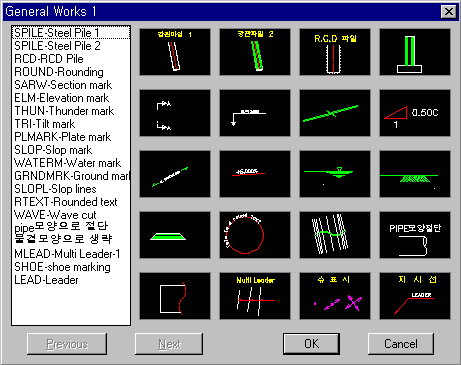 General Works 1
SPILE-Steel Pile 1
SPILE-Steel Pile 2
RCD-RCD Pile
ROUND-Rounding
SARW-Section mark
ELM-Elevation mark
THUN-Thunder mark
TRI-Tilt mark
PLMARK-Plate mark
SLOP-Slop mark
WATERM-Water mark
GRNDMRK-Ground mark
SLOPL-Slop lines
RTEXT-Rounded text
WAVE-Wave cut
pipe모양으로 절단
물결모양으로 생략
MLEAD-Multi Leader-1
SHOE-shoe marking
LEAD-Leader
강관파일 1
강관파일 2
R.C.D 파일
A
A
0.500
1
Multi Leader
PIPE모양절단
슈 표 시
지 시 선
LEADER
Previous
Next
OK
Cancel